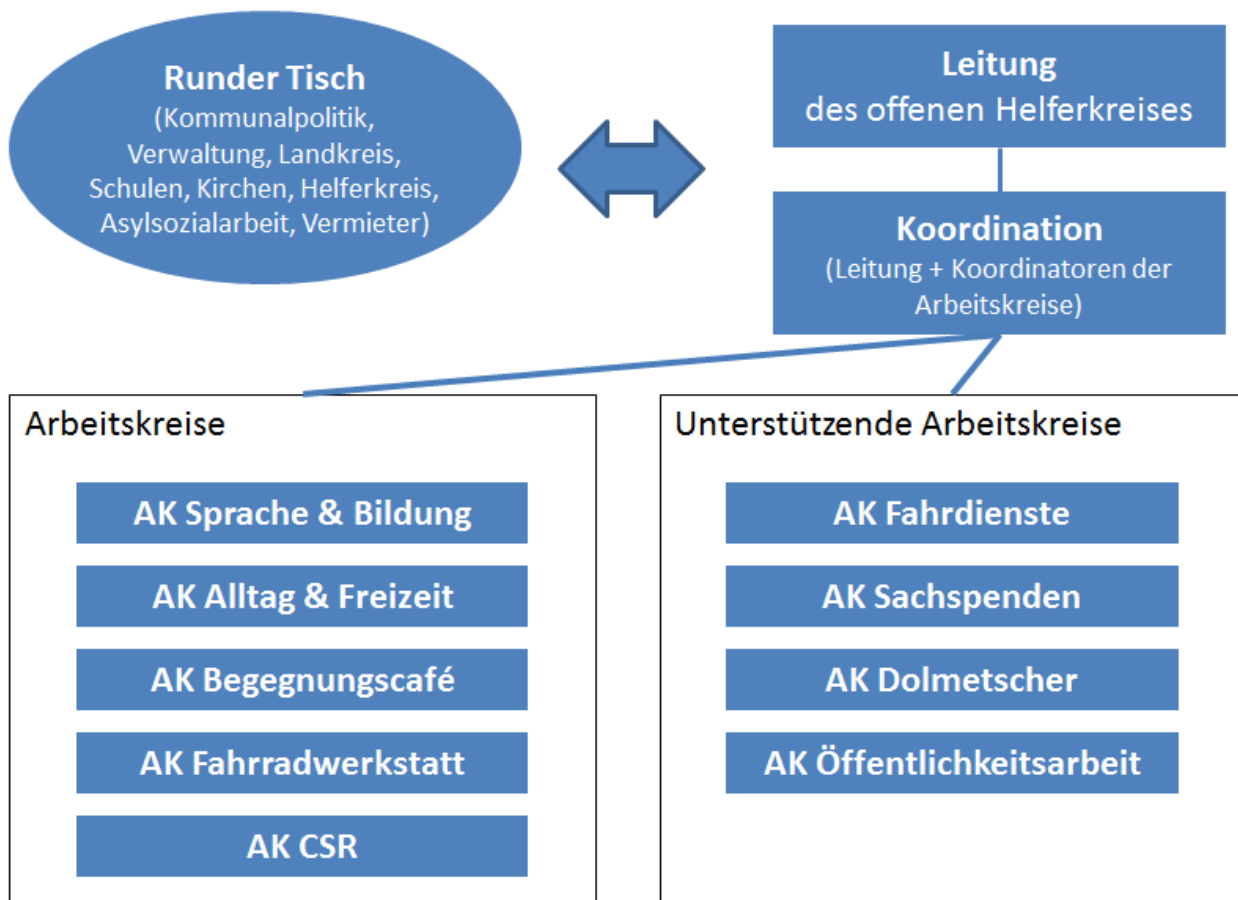 Runder Tisch
(Kommunalpolitik,
Verwaltung, Landkreis,
Schulen, Kirchen, Helferkreis,
Asylsozialarbeit, Vermieter)
Leitung
des offenen Helferkreises
Koordination
(Leitung + Koordinatoren der
Arbeitskreise)
Arbeitskreise
AK Sprache & Bildung
AK Alltag & Freizeit
AK Begegnungscafé
AK Fahrradwerkstatt
AK CSR
Unterstützende Arbeitskreise
AK Fahrdienste
AK Sachspenden
AK Dolmetscher
AK Öffentlichkeitsarbeit